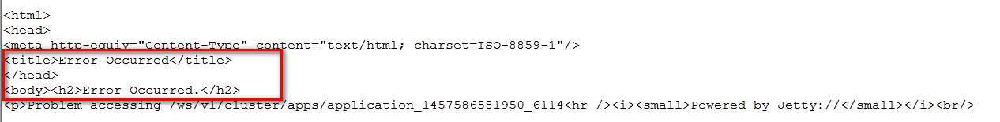 <html>
<head>
<meta http-equiv="Content-Type" content="text/html; charset=ISO-8859-1"/>
<title>Error Occurred</title>
</head>
<body><h2>Error Occurred.</h2>
<p>Problem accessing /ws/v1/cluster/apps/application_1457586581950_6114<hr /><i><small>Powered by Jetty://</small></i><br/>